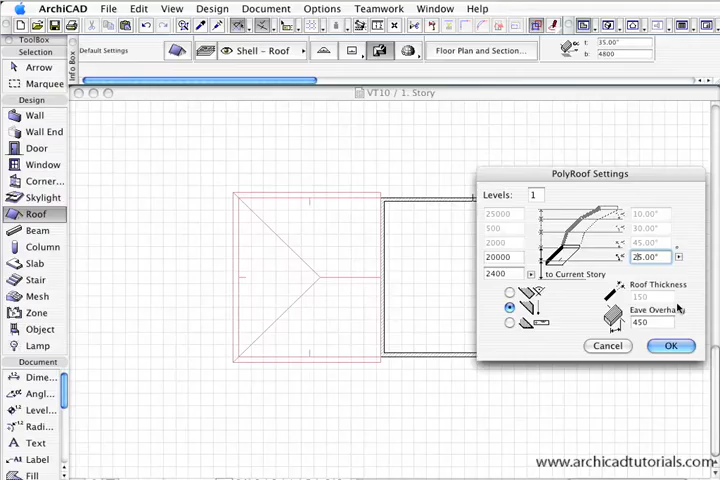 ArchiCAD File Edit View Design Document Options Teamwork Window Help
ToolBox
Selection
Arrow
Marquee
Design
Wall
Wall End
Door
Window
Corner...
Skylight
Roof
Beam
Column
Slab
Stair
Mesh
Zone
Object
Lamp
Document
Dime...
Angl...
Level...
Radi...
Text
Label
Fill
Info Box
Default Settings
Shell - Roof
Floor Plan and Section...
t: 35.00°
b: 4800
VT10 / 1. Story
PolyRoof Settings
Levels: 1
25000 10.00°
500 30.00°
2000 45.00°
20000 25.00° °
2400 to Current Story
Roof Thickness
150
Eave Overhang
450
Cancel OK
www.archicadtutorials.com